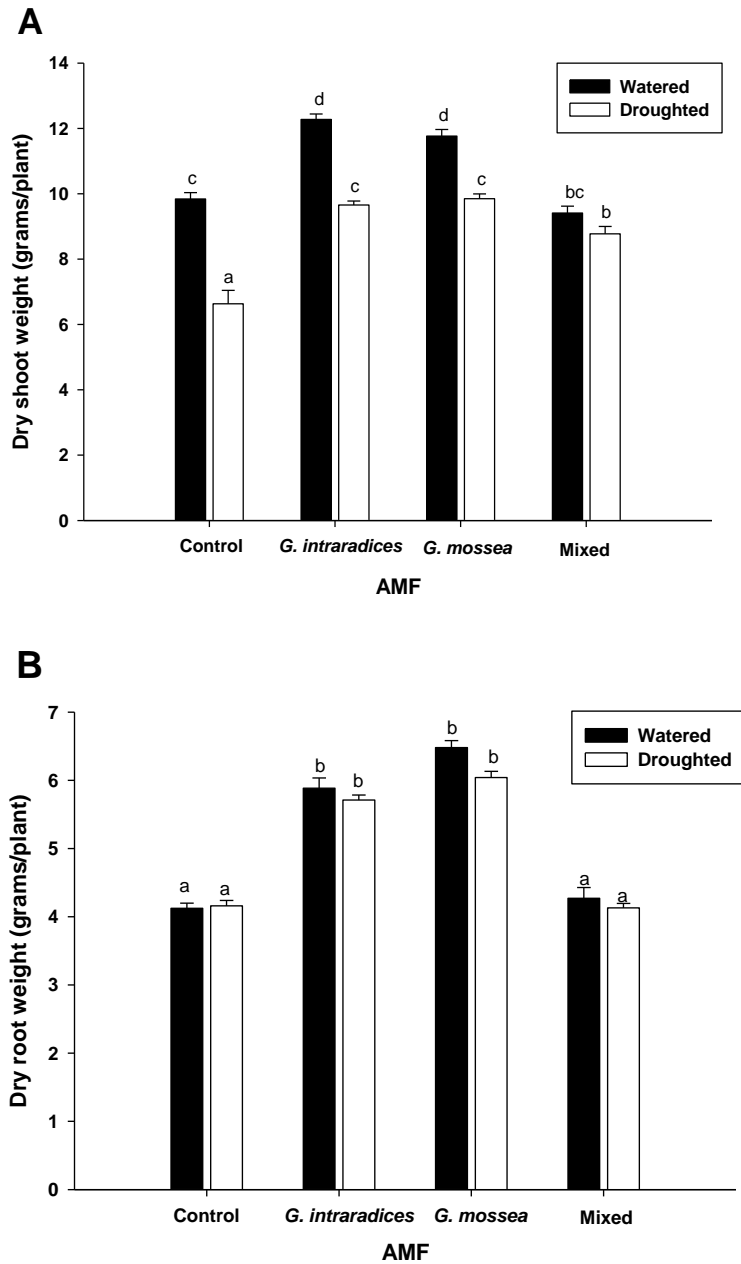 A
14
12
10
8
6
4
2
0
Dry shoot weight (grams/plant)
Watered
Droughted
c
a
d
c
d
c
bc
b
Control
G. intraradices
G. mossea
Mixed
AMF
B
7
6
5
4
3
2
1
0
Dry root weight (grams/plant)
Watered
Droughted
a
a
b
b
b
b
a
a
Control
G. intraradices
G. mossea
Mixed
AMF